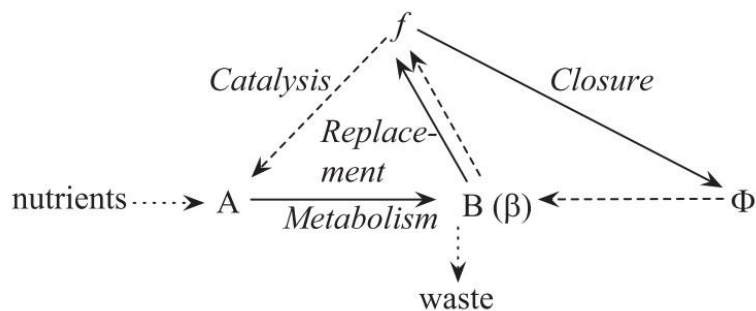 f
Catalysis
Closure
Replace-
ment
nutrients
A
Metabolism
B (β)
Φ
waste